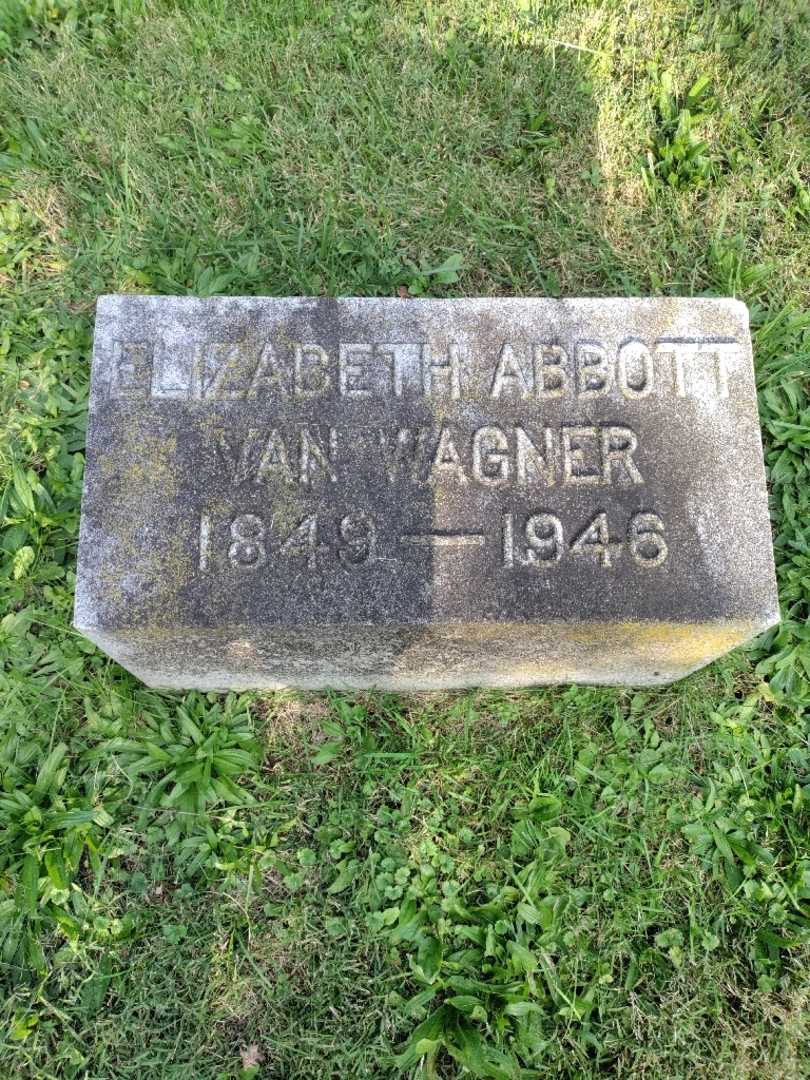 ELIZABETH ABBOTT
VAN WAGNER
1849 — 1946